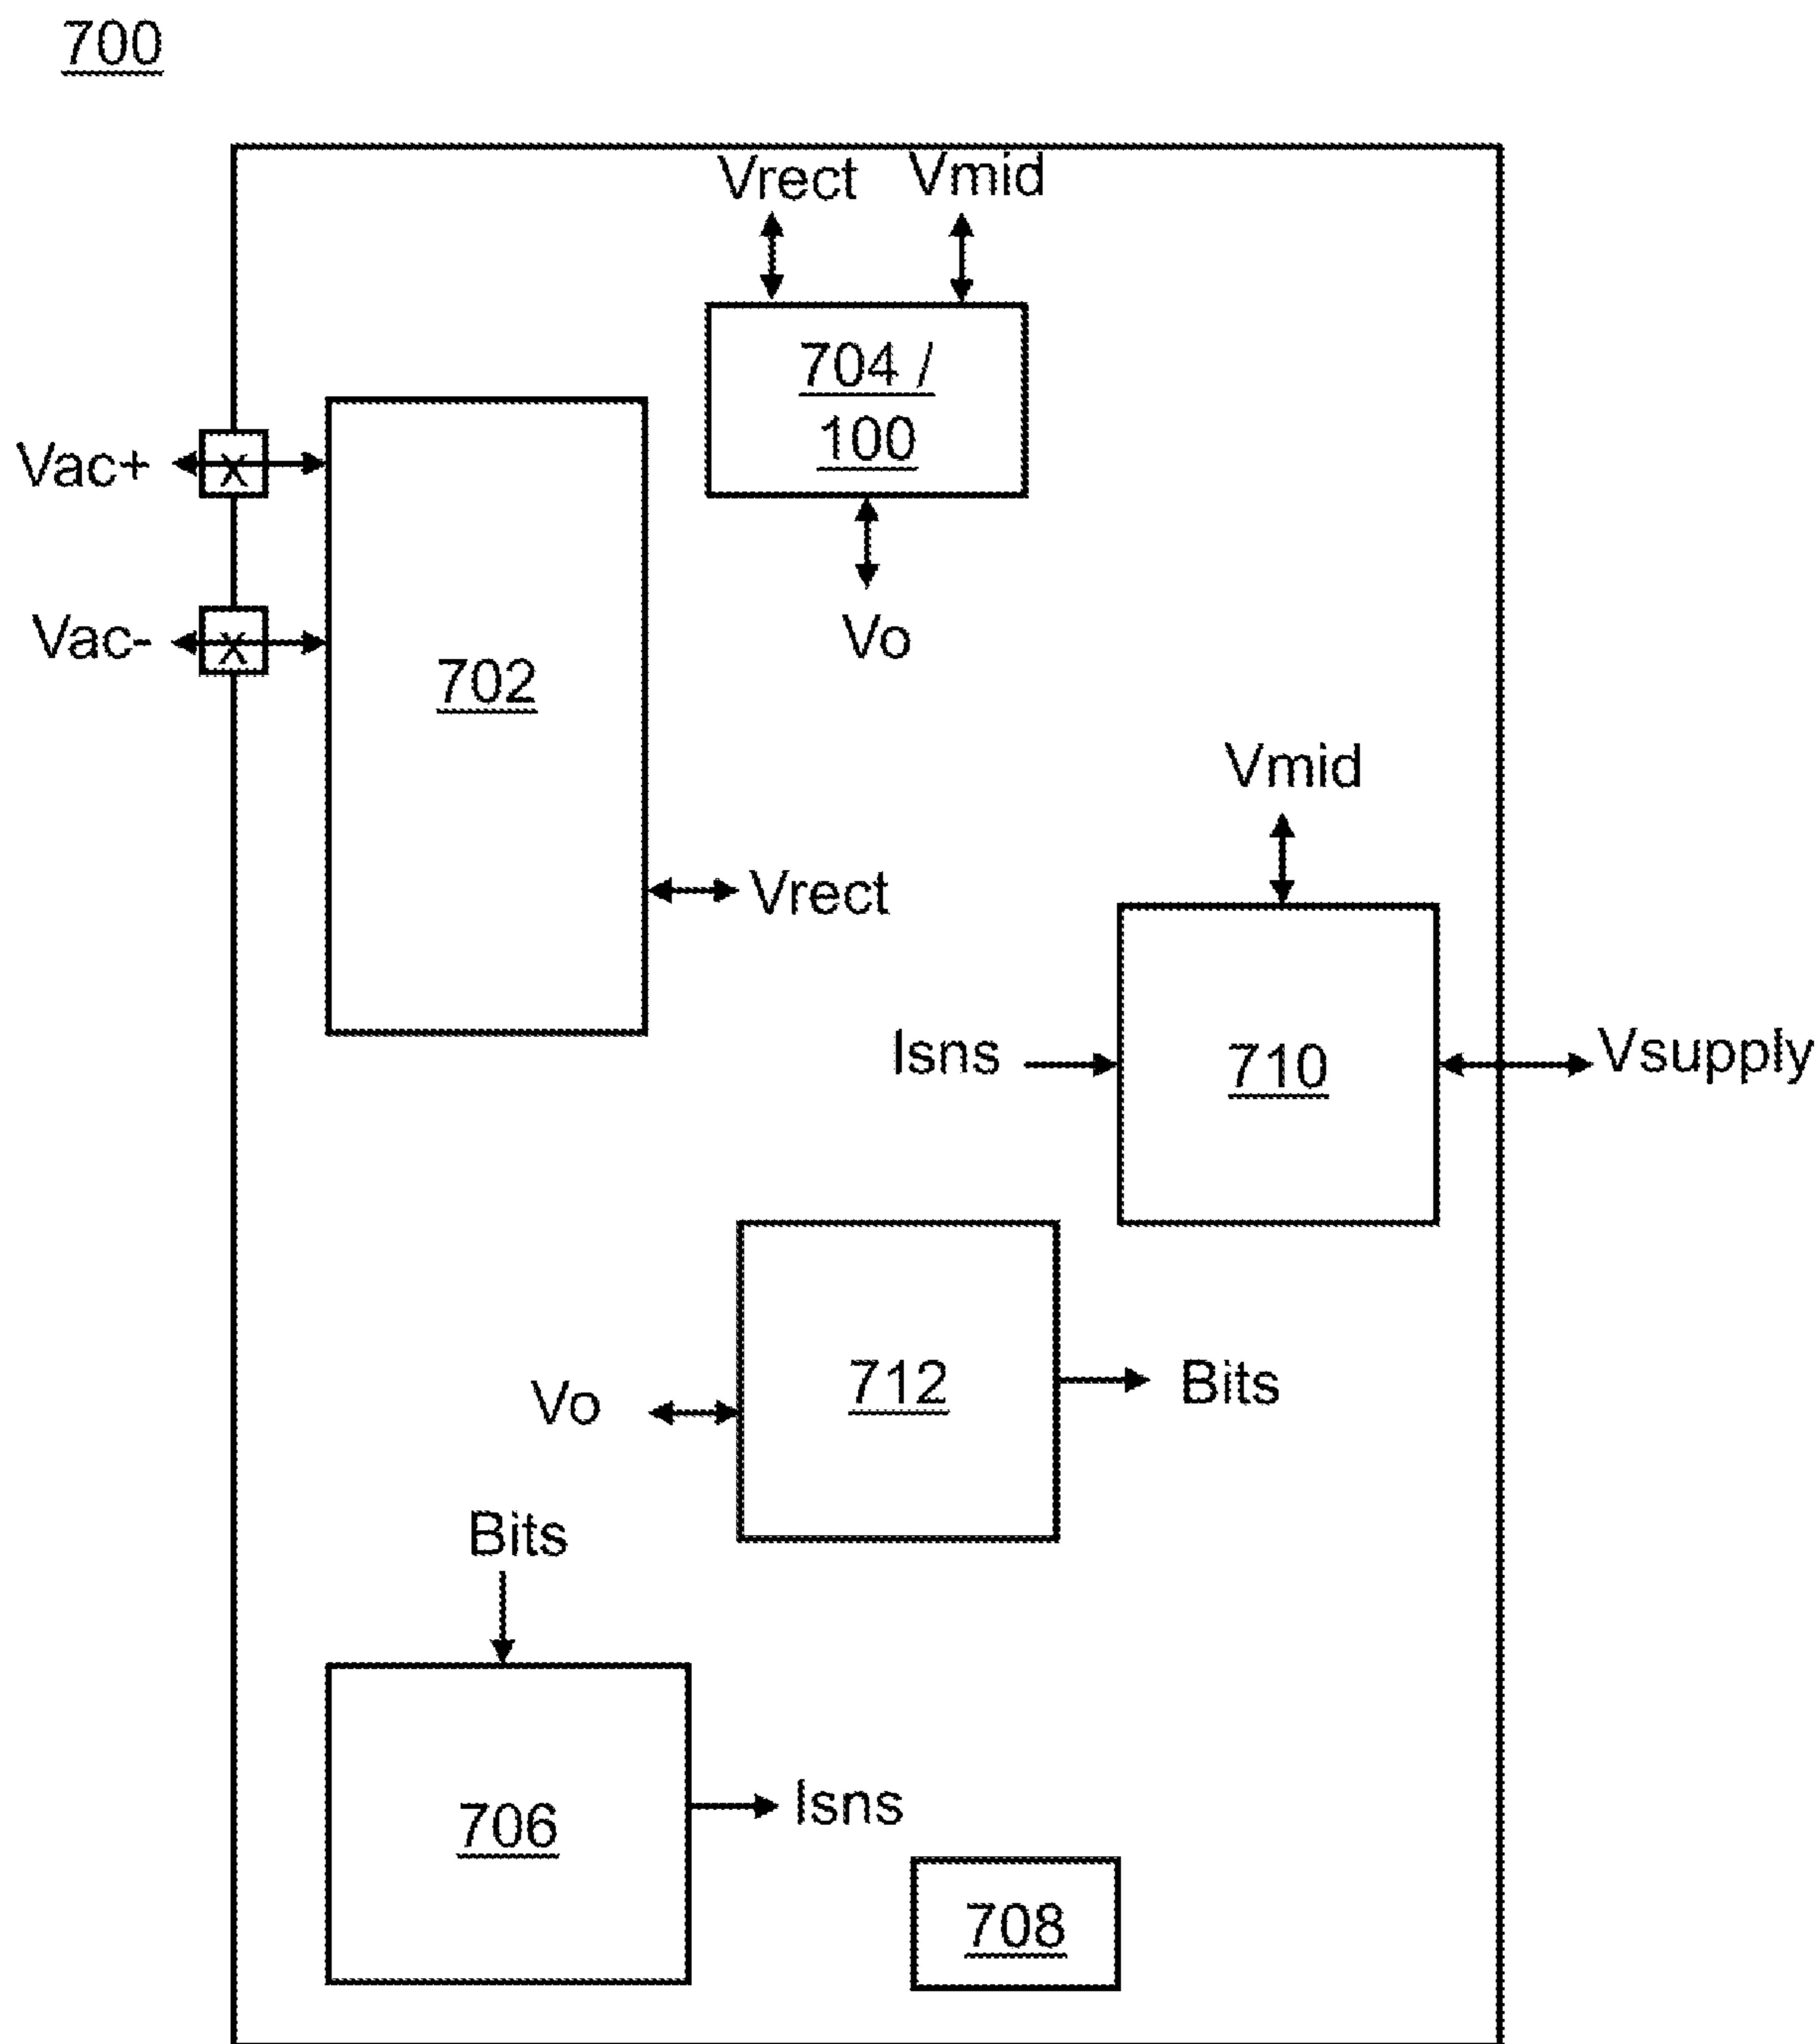 700
Vrect Vmid
704 /
100
Vac+
X
Vo
Vac-
X
702
Vmid
Vrect
Isns
710
Vsupply
712
Bits
Vo
Bits
706
Isns
708